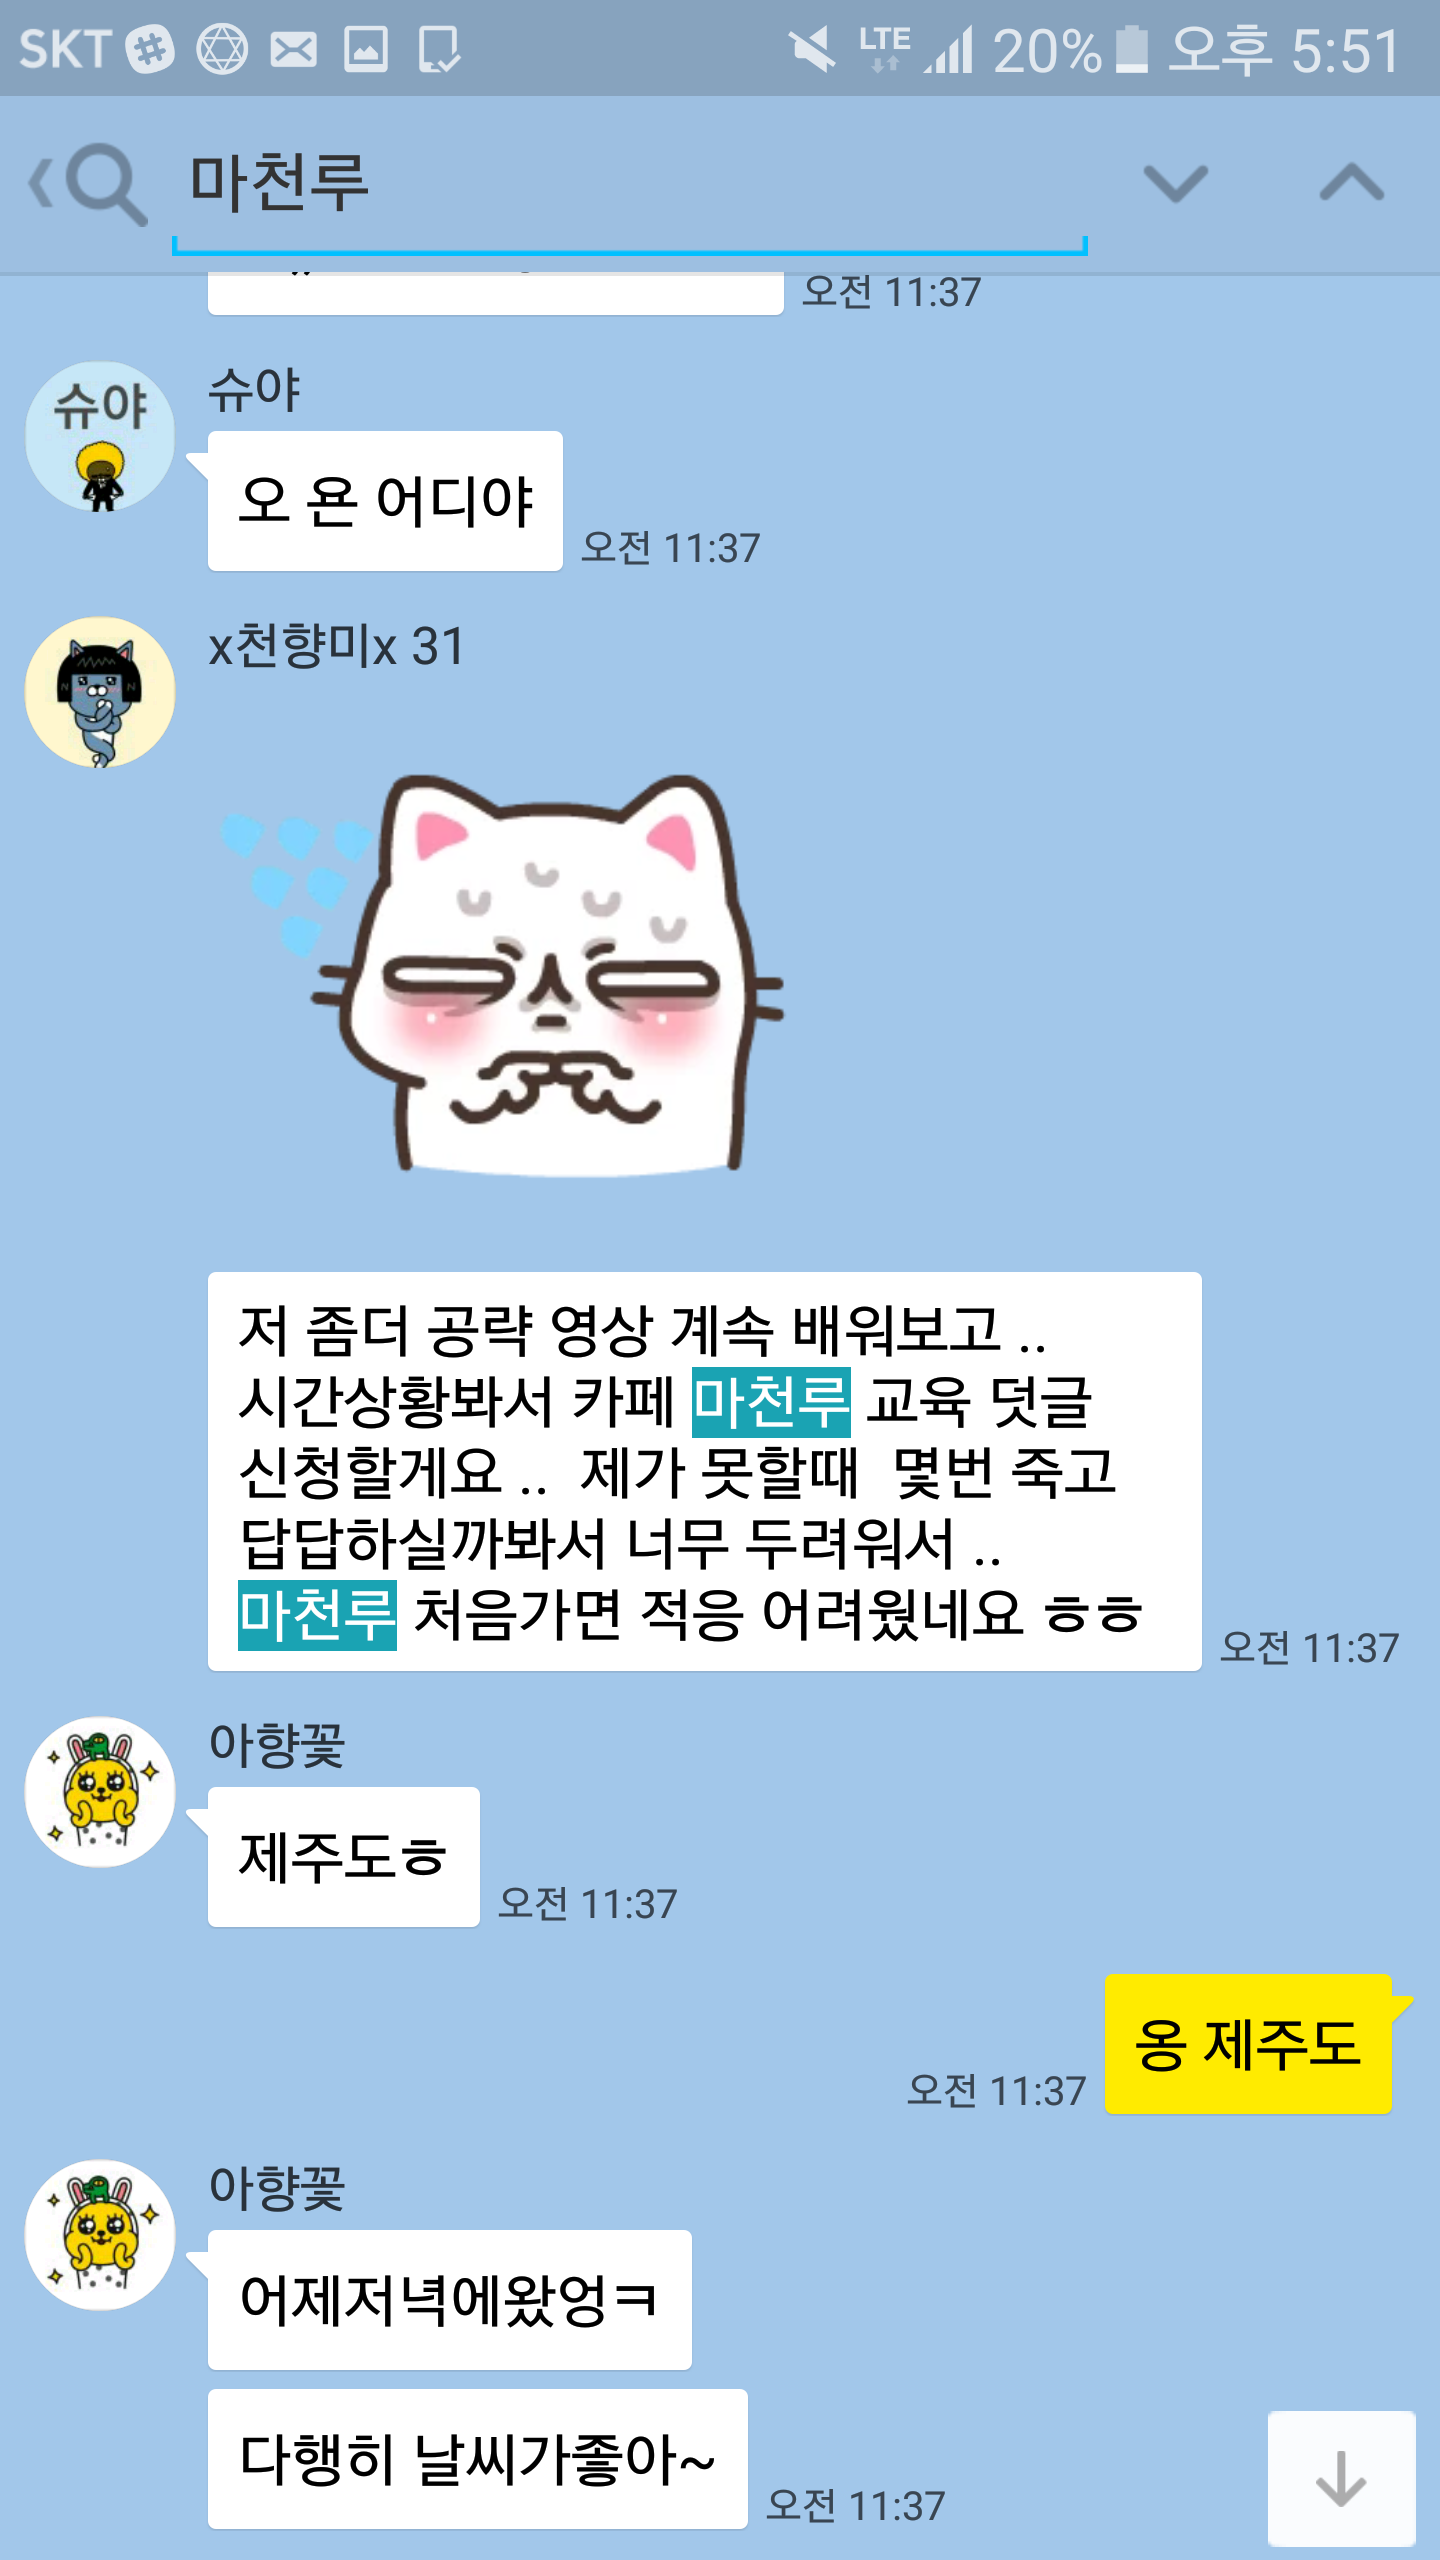 SKT LTE 20% 오후 5:51
마천루
오전 11:37
슈야
슈야
오 욘 어디야
오전 11:37
x천향미x 31
저 좀더 공략 영상 계속 배워보고 ..
시간상황봐서 카페 마천루 교육 덧글
신청할게요 ..  제가 못할때  몇번 죽고
답답하실까봐서 너무 두려워서 ..
마천루 처음가면 적응 어려웠네요 ㅎㅎ
오전 11:37
아향꽃
제주도ㅎ
오전 11:37
옹 제주도
오전 11:37
아향꽃
어제저녁에왔엉ㅋ
다행히 날씨가좋아~
오전 11:37